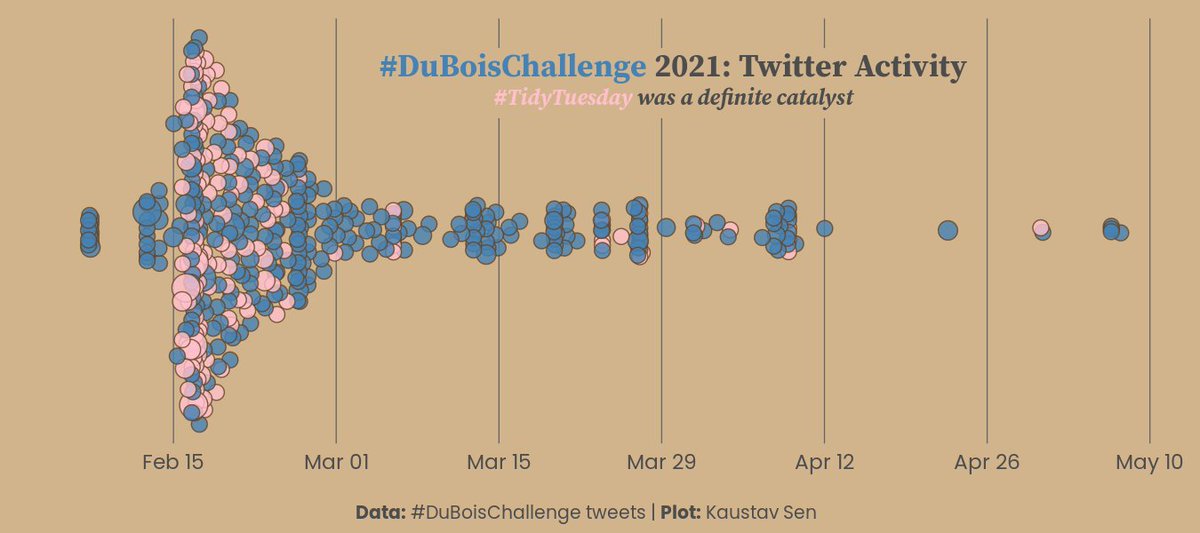 #DuBoisChallenge 2021: Twitter Activity
#TidyTuesday was a definite catalyst
Feb 15 Mar 01 Mar 15 Mar 29 Apr 12 Apr 26 May 10
Data: #DuBoisChallenge tweets | Plot: Kaustav Sen